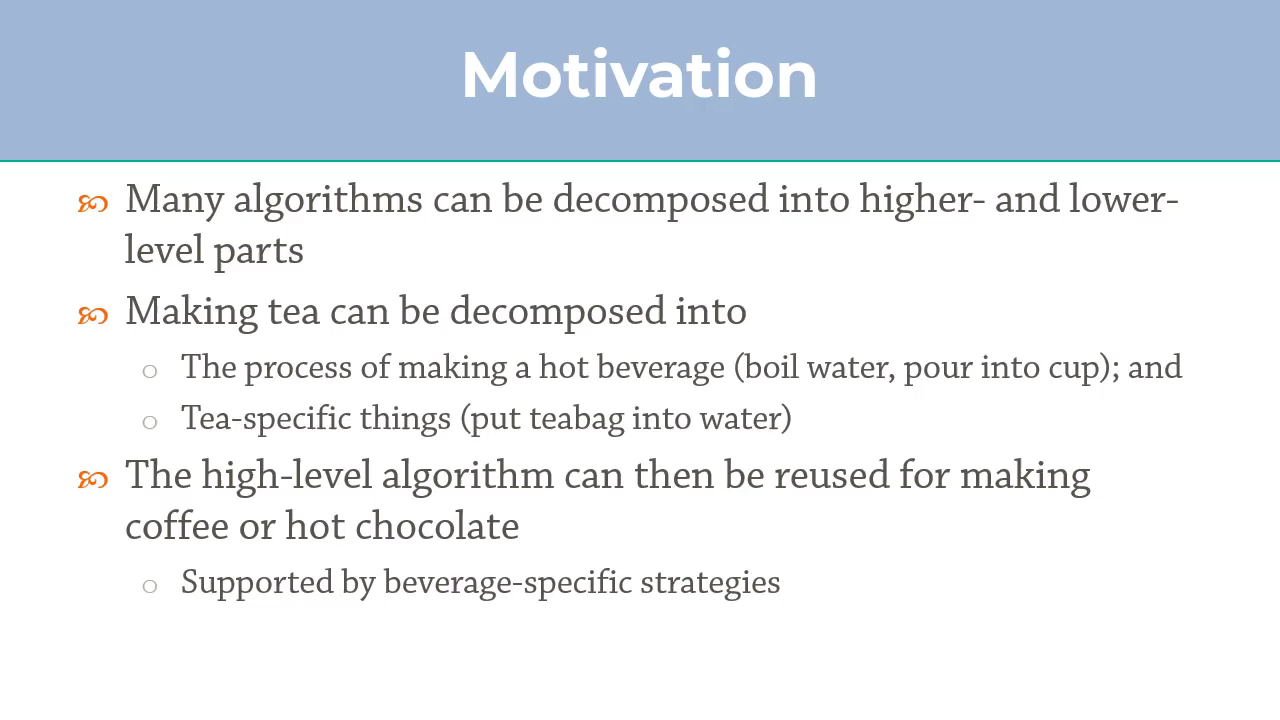 Motivation
Many algorithms can be decomposed into higher- and lower-
level parts
Making tea can be decomposed into
The process of making a hot beverage (boil water, pour into cup); and
Tea-specific things (put teabag into water)
The high-level algorithm can then be reused for making
coffee or hot chocolate
Supported by beverage-specific strategies